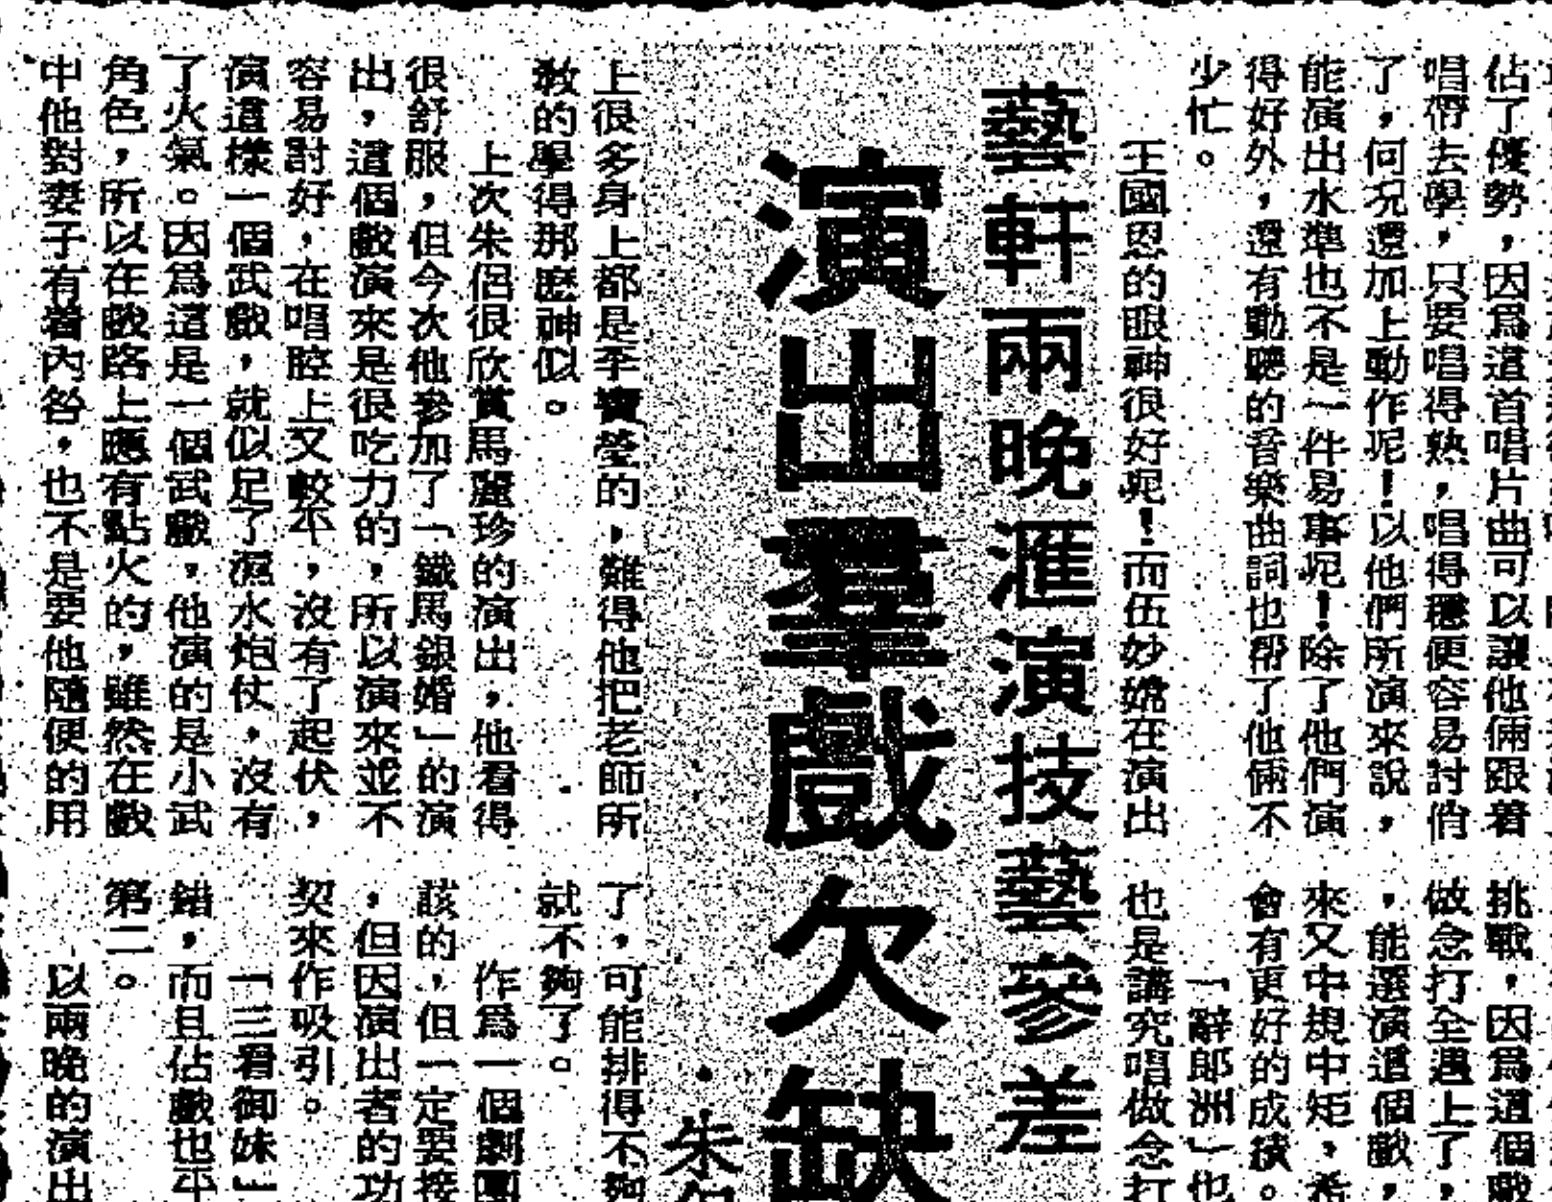 佔了優勢，因爲這首唱片曲可以讓他倆跟着
唱帶去學，只要唱得熟，唱得穩便容易討俏
了，何况還加上動作呢！以他們所演來說，
能演出水準也不是一件易事呢！除了他們演
得好外，還有動聽的音樂曲詞也帮了他倆不
少忙。
王國恩的眼神很好呢！而伍妙嫦在演出
藝軒兩晚滙演技藝參差
演出羣戲欠缺
．朱
上很多身上都是李寶瑩的，難得他把老師所
教的學得那麽神似。
上次朱侶很欣賞馬麗珍的演出，他看得
很舒服，但今次他參加了「鐵馬銀婚」的演
出，這個戲演來是很吃力的，所以演來並不
容易討好，在唱腔上又較平，沒有了起伏，
演這樣一個武戲，就似足了濕水炮仗，沒有
了火氣。因爲這是一個武戲，他演的是小武
角色，所以在戲路上應有點火的，雖然在戲
中他對妻子有着內咎，也不是要他隨便的用
挑戰，因爲這個戲
做念打全遇上了，
，能選演這個戲，
來又中規中矩，希
會有更好的成績。
「辭郎洲」也
也是講究唱做念打
了，可能排得不夠
就不夠了。
作爲一個劇團
該的，但一定要接
，但因演出者的功
契來作吸引。
「三看御妹」
錯，而且佔戲也平
第二。
以兩晚的演出